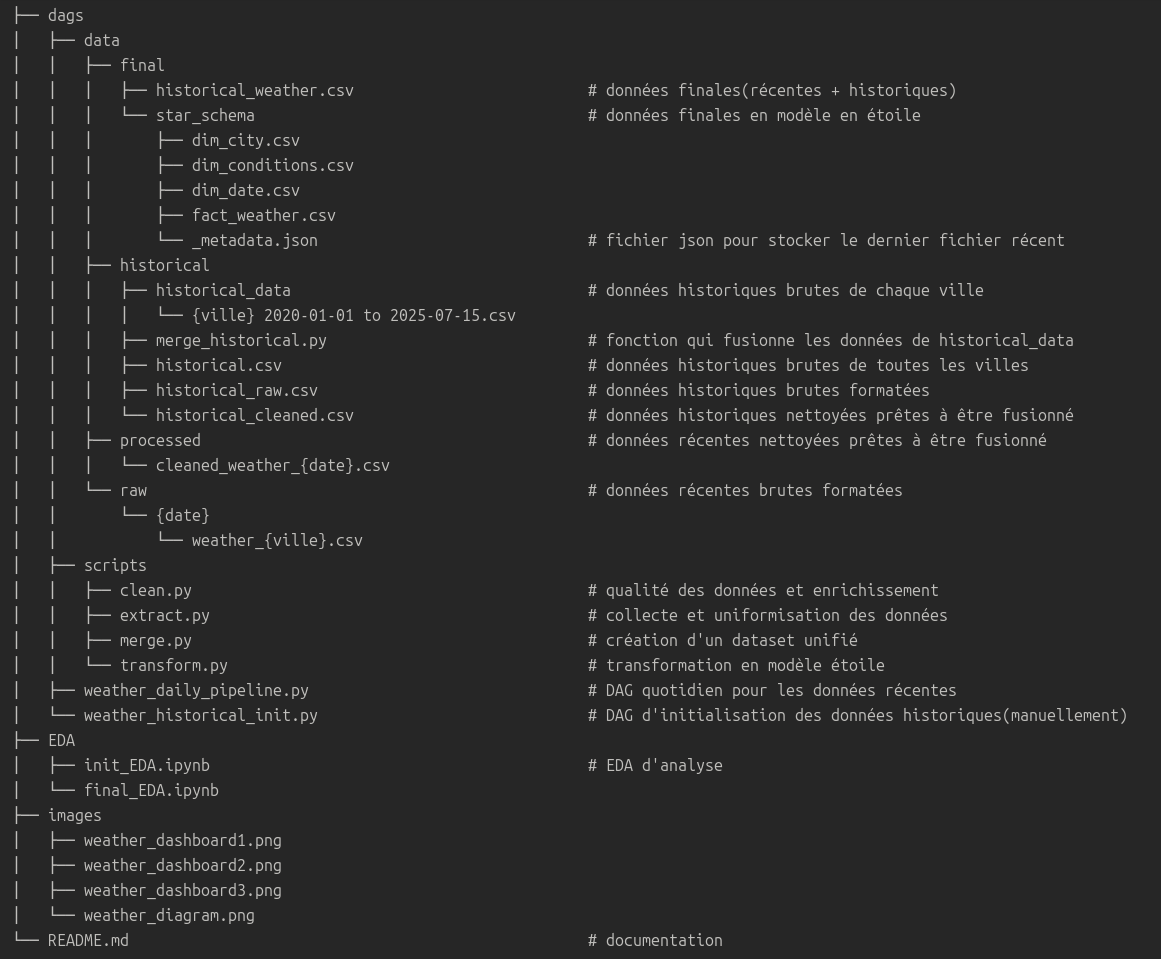 ├── dags
│   ├── data
│   │   ├── final
│   │   │   ├── historical_weather.csv                          # données finales(récentes + historiques)
│   │   │   └── star_schema                                     # données finales en modèle en étoile
│   │   │       ├── dim_city.csv
│   │   │       ├── dim_conditions.csv
│   │   │       ├── dim_date.csv
│   │   │       ├── fact_weather.csv
│   │   │       └── _metadata.json                              # fichier json pour stocker le dernier fichier récent
│   │   ├── historical
│   │   │   ├── historical_data                                 # données historiques brutes de chaque ville
│   │   │   │   └── {ville} 2020-01-01 to 2025-07-15.csv
│   │   │   ├── merge_historical.py                             # fonction qui fusionne les données de historical_data
│   │   │   ├── historical.csv                                  # données historiques brutes de toutes les villes
│   │   │   ├── historical_raw.csv                              # données historiques brutes formatées
│   │   │   └── historical_cleaned.csv                          # données historiques nettoyées prêtes à être fusionné
│   │   ├── processed                                           # données récentes nettoyées prêtes à être fusionné
│   │   │   └── cleaned_weather_{date}.csv
│   │   └── raw                                                 # données récentes brutes formatées
│   │       └── {date}
│   │           └── weather_{ville}.csv
│   ├── scripts
│   │   ├── clean.py                                            # qualité des données et enrichissement
│   │   ├── extract.py                                          # collecte et uniformisation des données
│   │   ├── merge.py                                            # création d'un dataset unifié
│   │   └── transform.py                                        # transformation en modèle étoile
│   ├── weather_daily_pipeline.py                               # DAG quotidien pour les données récentes
│   └── weather_historical_init.py                              # DAG d'initialisation des données historiques(manuellement)
├── EDA
│   ├── init_EDA.ipynb                                          # EDA d'analyse
│   └── final_EDA.ipynb
├── images
│   ├── weather_dashboard1.png
│   ├── weather_dashboard2.png
│   ├── weather_dashboard3.png
│   └── weather_diagram.png
└── README.md                                                   # documentation